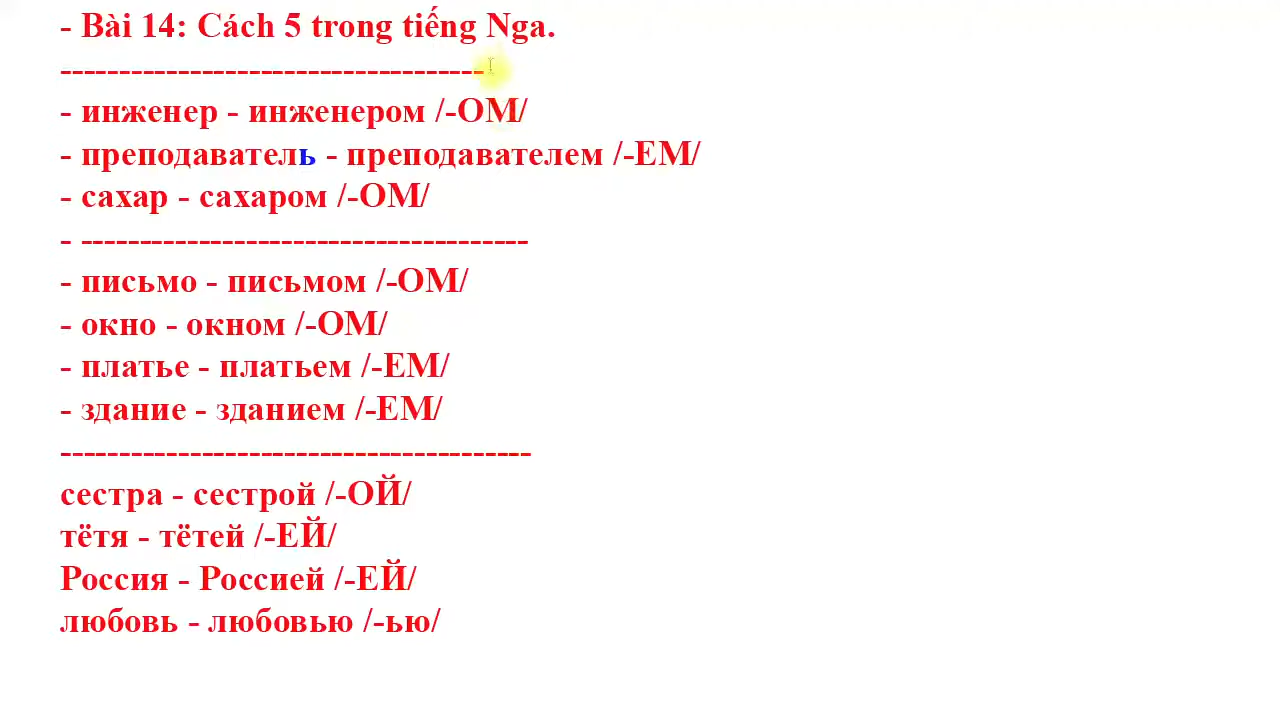 - Bài 14: Cách 5 trong tiếng Nga.
------------------------------------
- инженер - инженером /-ОМ/
- преподаватель - преподавателем /-ЕМ/
- сахар - сахаром /-ОМ/
- --------------------------------------
- письмо - письмом /-ОМ/
- окно - окном /-ОМ/
- платье - платьем /-ЕМ/
- здание - зданием /-ЕМ/
----------------------------------------
сестра - сестрой /-ОЙ/
тётя - тётей /-ЕЙ/
Россия - Россией /-ЕЙ/
любовь - любовью /-ью/